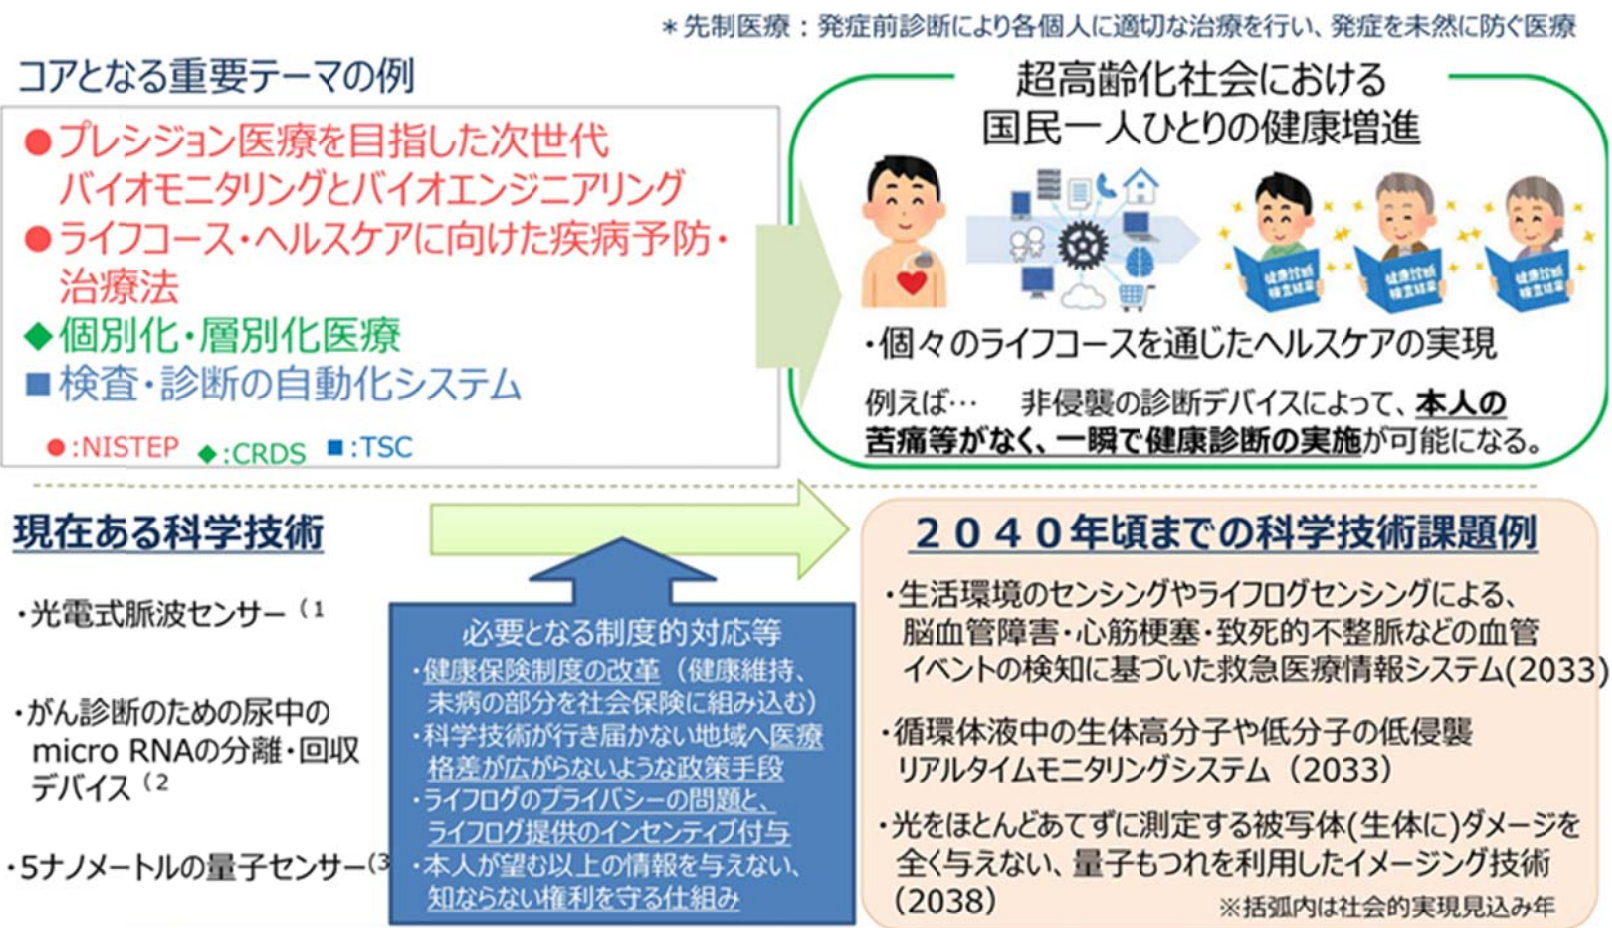 ＊先制医療：発症前診断により各個人に適切な治療を行い、発症を未然に防ぐ医療
コアとなる重要テーマの例
●プレシジョン医療を目指した次世代
バイオモニタリングとバイオエンジニアリング
●ライフコース・ヘルスケアに向けた疾病予防・
治療法
◆個別化・層別化医療
■検査・診断の自動化システム
●:NISTEP ◆:CRDS ■:TSC
超高齢化社会における
国民一人ひとりの健康増進
健康診断
検査結果
健康診断
検査結果
健康診断
検査結果
・個々のライフコースを通じたヘルスケアの実現
例えば… 非侵襲の診断デバイスによって、本人の
苦痛等がなく、一瞬で健康診断の実施が可能になる。
現在ある科学技術
・光電式脈波センサー（1
・がん診断のための尿中の
micro RNAの分離・回収
デバイス（2
・5ナノメートルの量子センサー(3
必要となる制度的対応等
・健康保険制度の改革（健康維持、
未病の部分を社会保険に組み込む）
・科学技術が行き届かない地域へ医療
格差が広がらないような政策手段
・ライフログのプライバシーの問題と、
ライフログ提供のインセンティブ付与
・本人が望む以上の情報を与えない、
知ならない権利を守る仕組み
２０４０年頃までの科学技術課題例
・生活環境のセンシングやライフログセンシングによる、
脳血管障害・心筋梗塞・致死的不整脈などの血管
イベントの検知に基づいた救急医療情報システム(2033)
・循環体液中の生体高分子や低分子の低侵襲
リアルタイムモニタリングシステム（2033）
・光をほとんどあてずに測定する被写体(生体に)ダメージを
全く与えない、量子もつれを利用したイメージング技術
（2038）
※括弧内は社会的実現見込み年